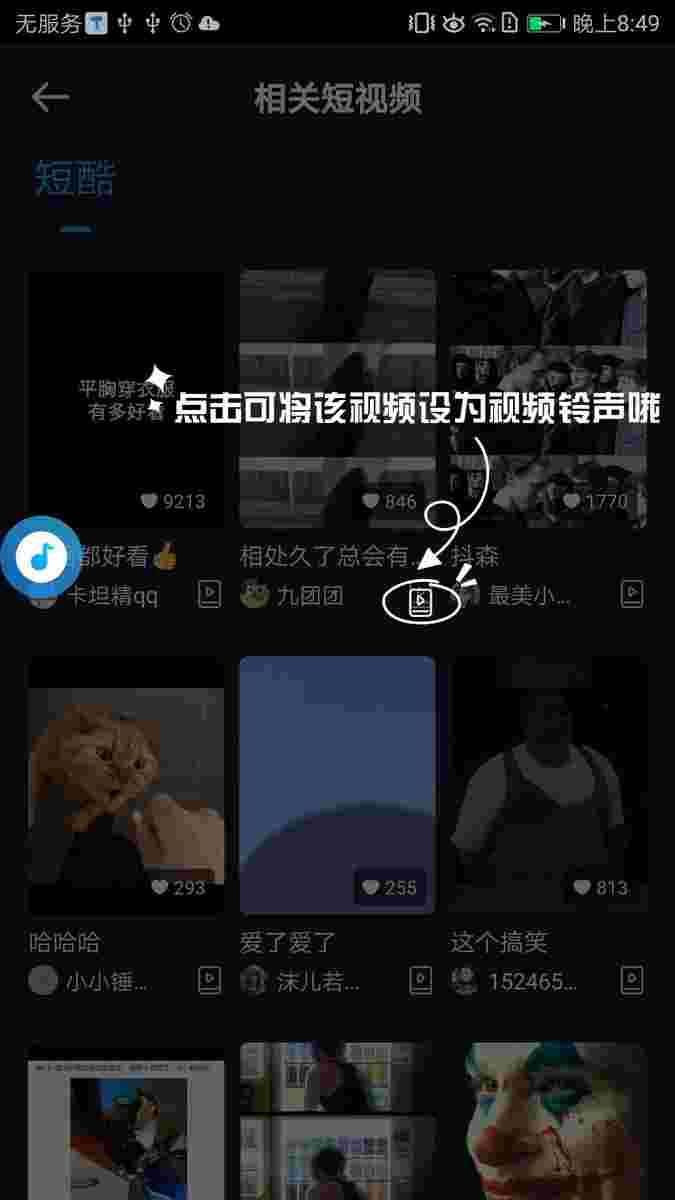 无服务
晚上8:49
相关短视频
短酷
平胸穿衣服
有多好看
点击可将该视频设为视频铃声哦
9213
846
1770
都好看👍
相处久了总会有...
抖森
卡坦精qq
九团团
最美小...
293
255
813
哈哈哈
爱了爱了
这个搞笑
小小锤...
沫儿若...
152465...